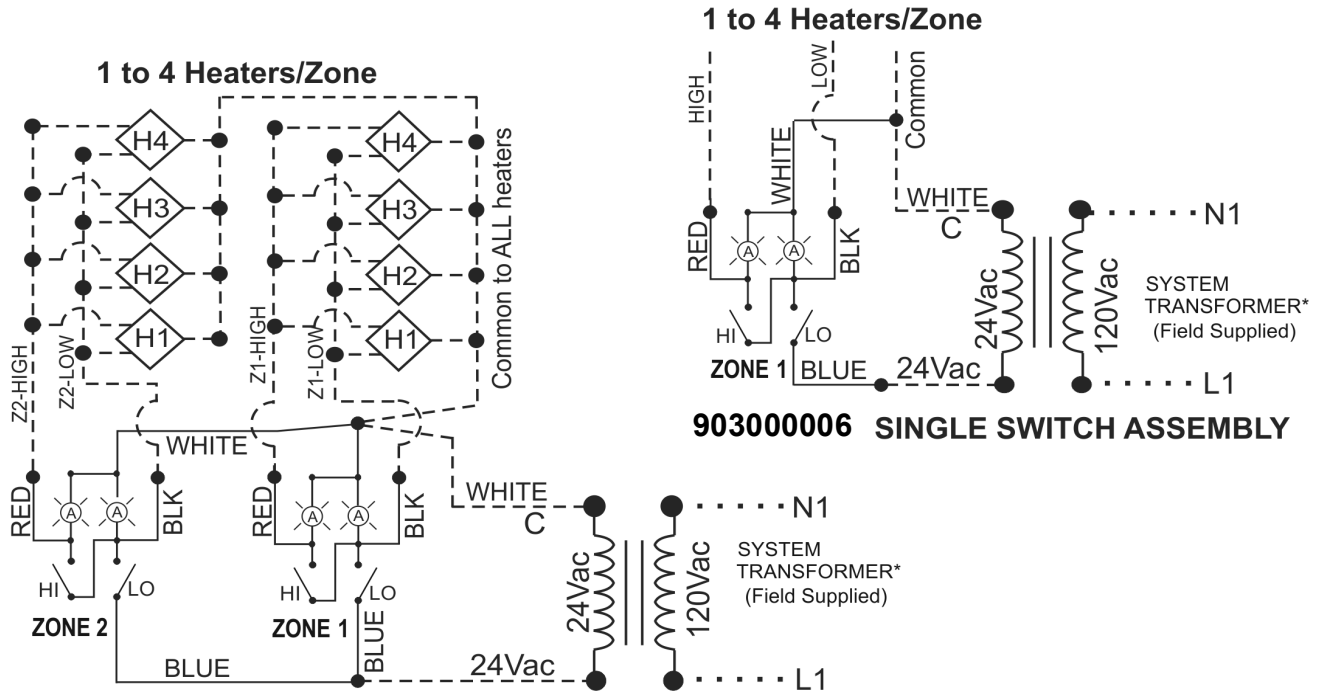 1 to 4 Heaters/Zone
H4
H3
H2
H1
Z2-HIGH
Z2-LOW
H4
H3
H2
H1
Z1-HIGH
Z1-LOW
Common to ALL heaters
WHITE
RED
A
A
BLK
HI
LO
ZONE 2
RED
A
A
BLK
HI
LO
ZONE 1
BLUE
BLUE
WHITE
C
24Vac
24Vac
120Vac
N1
SYSTEM
TRANSFORMER*
(Field Supplied)
L1
1 to 4 Heaters/Zone
HIGH
LOW
Common
WHITE
RED
A
A
BLK
HI
LO
ZONE 1
BLUE
WHITE
C
24Vac
24Vac
120Vac
N1
SYSTEM
TRANSFORMER*
(Field Supplied)
L1
903000006 SINGLE SWITCH ASSEMBLY